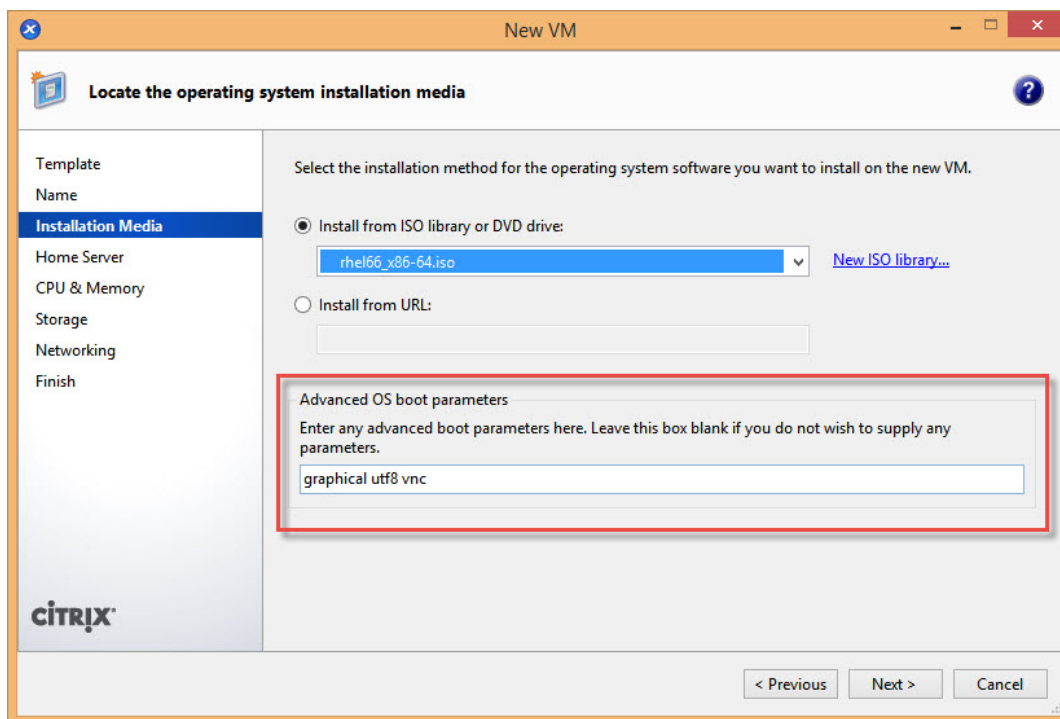 New VM
Locate the operating system installation media
Template
Name
Installation Media
Home Server
CPU & Memory
Storage
Networking
Finish
CİTRIX
Select the installation method for the operating system software you want to install on the new VM.
Install from ISO library or DVD drive:
rhel66_x86-64.iso
New ISO library...
Install from URL:
Advanced OS boot parameters
Enter any advanced boot parameters here. Leave this box blank if you do not wish to supply any
parameters.
graphical utf8 vnc
< Previous
Next >
Cancel